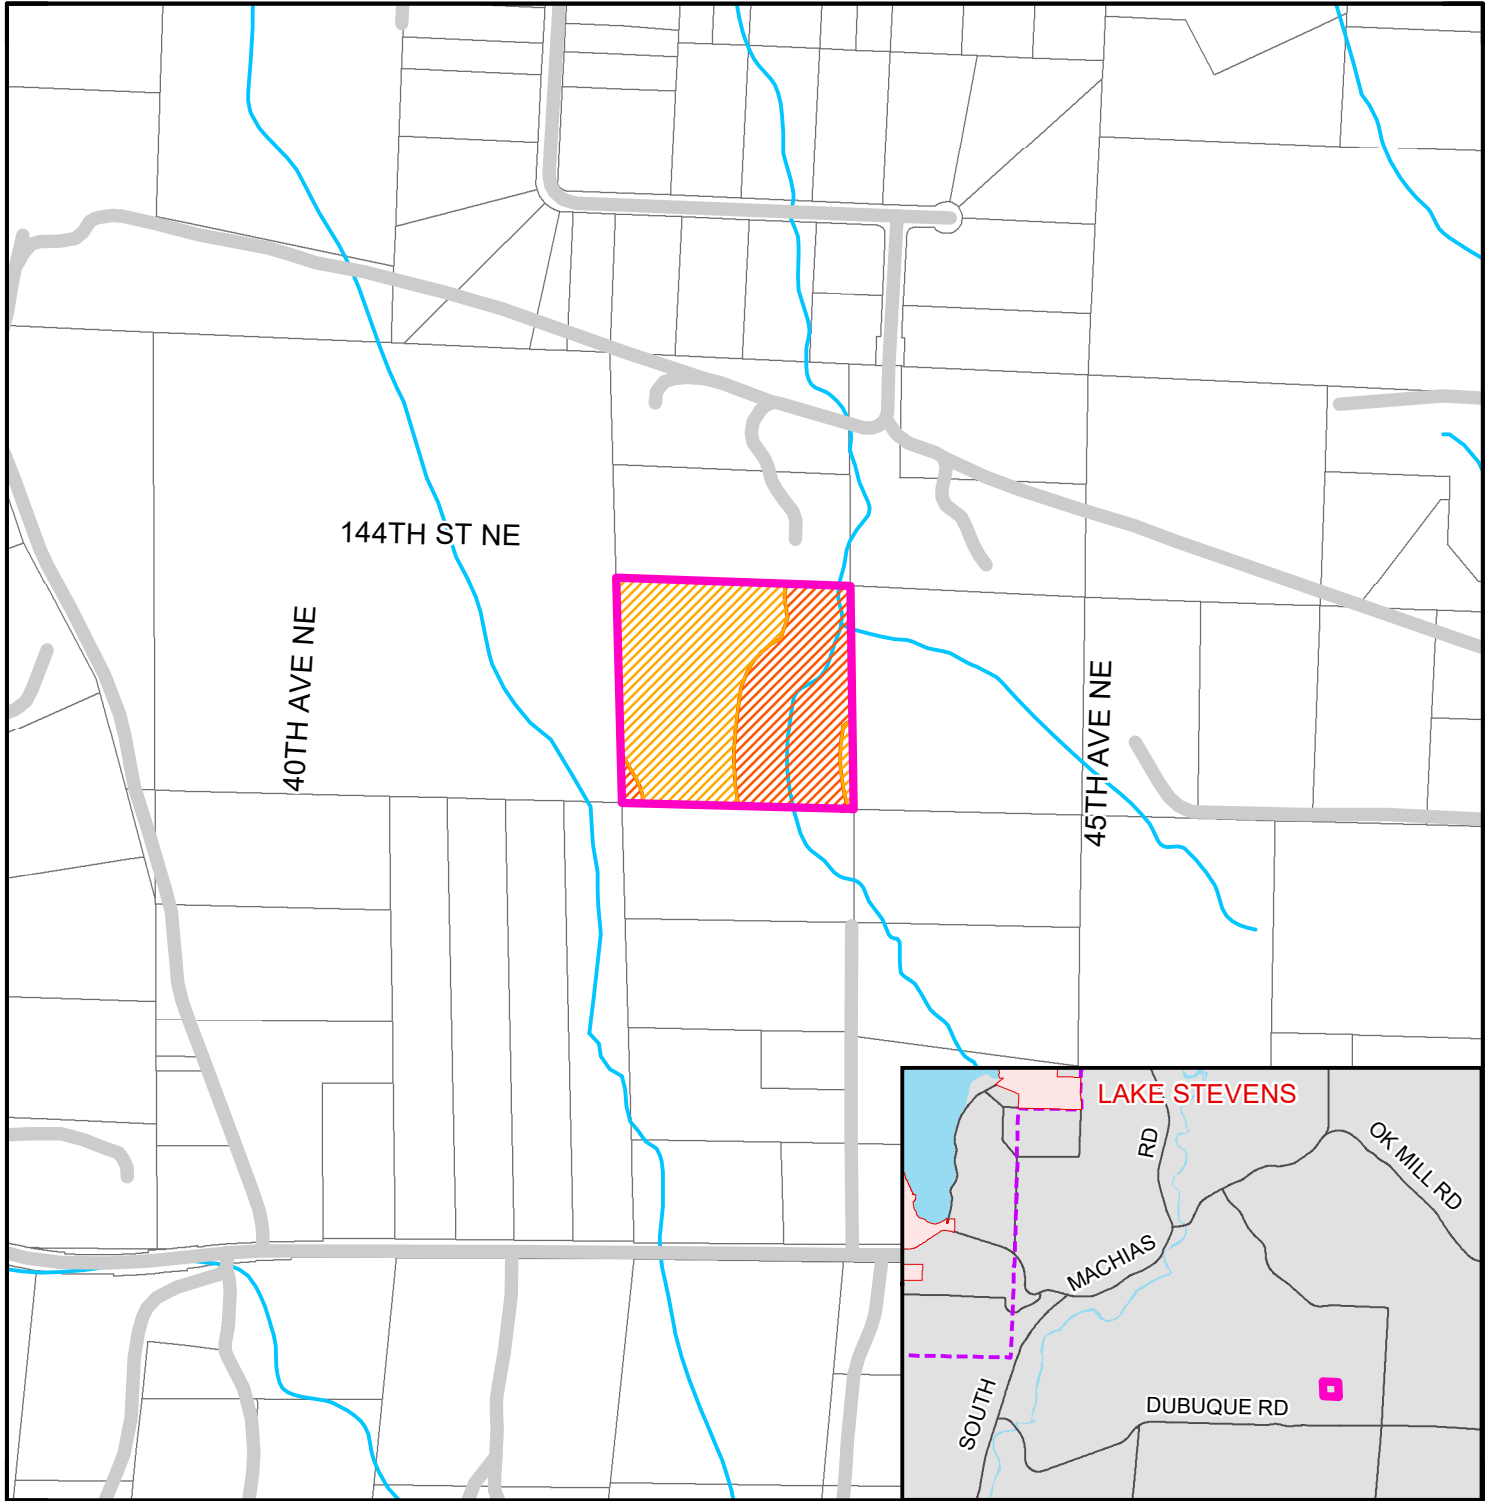 144TH ST NE
40TH AVE NE
45TH AVE NE
LAKE STEVENS
RD
OK MILL RD
MACHIAS
SOUTH
DUBUQUE RD